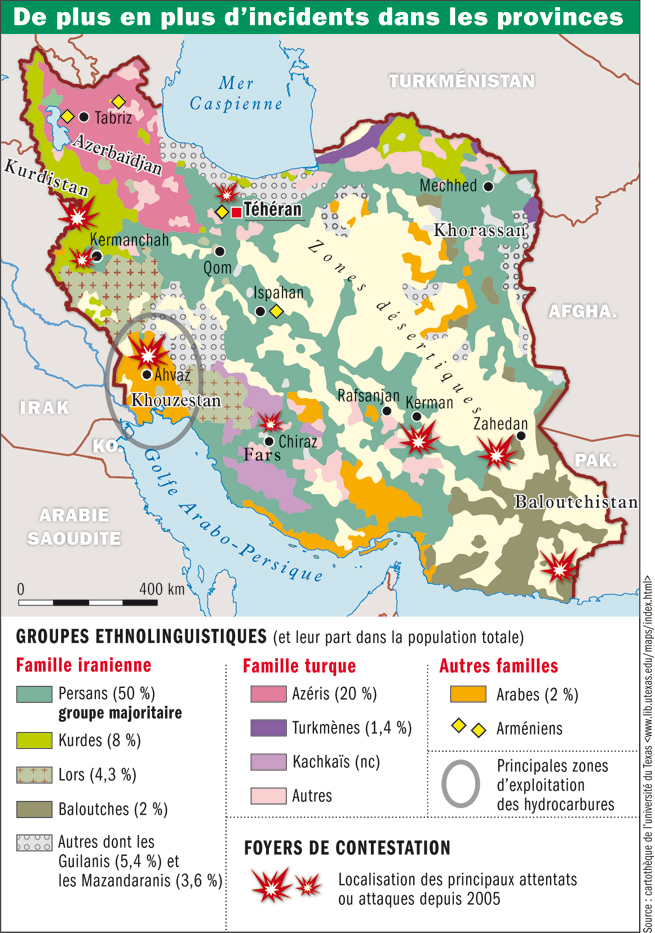 De plus en plus d'incidents dans les provinces
Mer
Caspienne
TURKMÉNISTAN
Tabriz
Azerbaïdjan
Kurdistan
Mechhed
Téhéran
Khorassan
Kermanchah
Qom
Zones désertiques
Ispahan
AFGHA.
Ahvaz
Khouzestan
IRAK
Rafsanjan
Kerman
Zahedan
Chiraz
Fars
KO.
PAK.
Golfe Arabo-Persique
Baloutchistan
ARABIE
SAOUDITE
0 400 km
GROUPES ETHNOLINGUISTIQUES (et leur part dans la population totale)
Famille iranienne
Persans (50 %)
groupe majoritaire
Kurdes (8 %)
Lors (4,3 %)
Baloutches (2 %)
Autres dont les
Guilanis (5,4 %) et
les Mazandaranis (3,6 %)
Famille turque
Azéris (20 %)
Turkmènes (1,4 %)
Kachkaïs (nc)
Autres
Autres familles
Arabes (2 %)
Arméniens
Principales zones
d'exploitation
des hydrocarbures
FOYERS DE CONTESTATION
Localisation des principaux attentats
ou attaques depuis 2005
Source : cartothèque de l'université du Texas <www.lib.utexas.edu/maps/index.html>